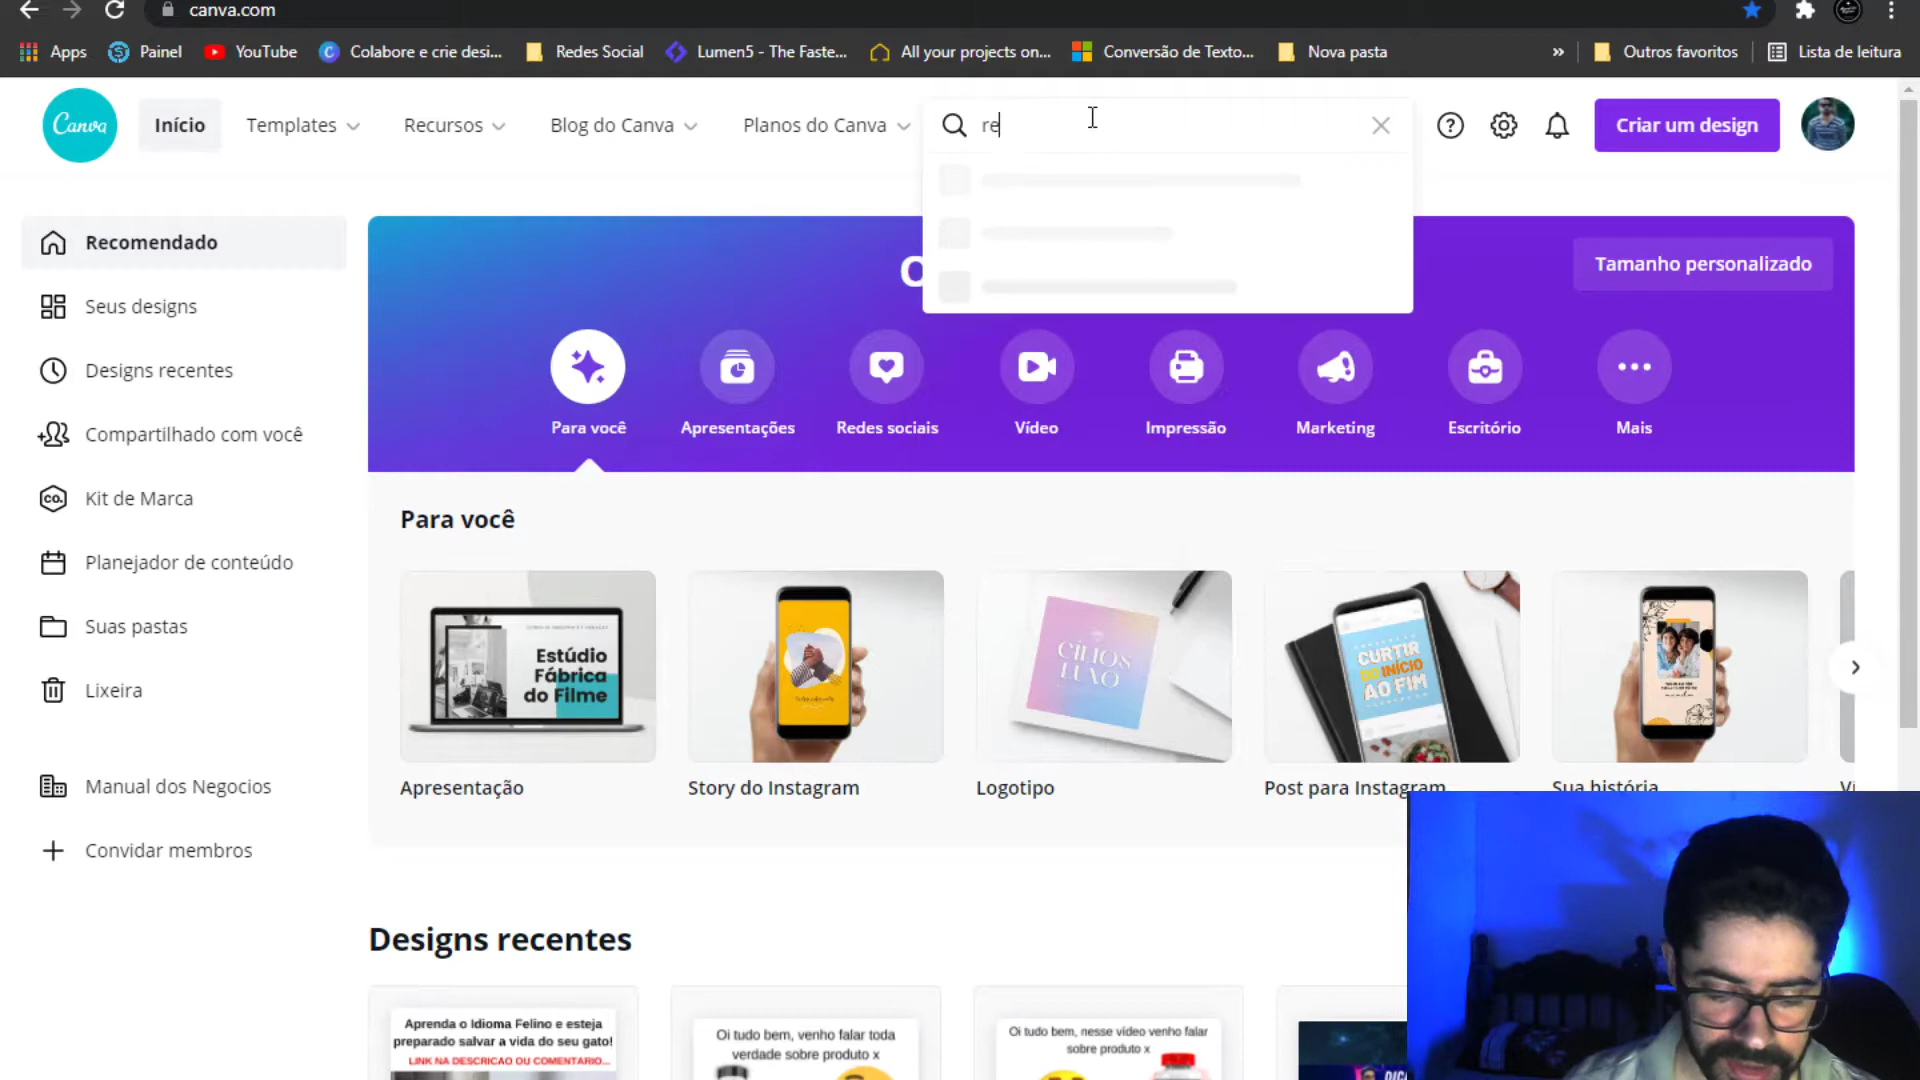 canva.com
Apps
Painel
YouTube
Colabore e crie desi...
Redes Social
Lumen5 - The Faste...
All your projects on...
Conversão de Texto...
Nova pasta
»
Outros favoritos
Lista de leitura
Canva
Início
Templates
Recursos
Blog do Canva
Planos do Canva
re
Criar um design
Recomendado
Seus designs
Designs recentes
Compartilhado com você
Kit de Marca
Planejador de conteúdo
Suas pastas
Lixeira
Manual dos Negocios
Convidar membros
Tamanho personalizado
Para você
Apresentações
Redes sociais
Vídeo
Impressão
Marketing
Escritório
Mais
Para você
Estúdio
Fábrica
do Filme
CÍLIOS
LUXO
CURTIR
DO INÍCIO
AO FIM
Apresentação
Story do Instagram
Logotipo
Post para Instagram
Sua história
Designs recentes
Aprenda o Idioma Felino e esteja
preparado salvar a vida do seu gato!
LINK NA DESCRICAO OU COMENTARIO...
Oi tudo bem, venho falar toda
verdade sobre produto x
Oi tudo bem, nesse vídeo venho falar
sobre produto x